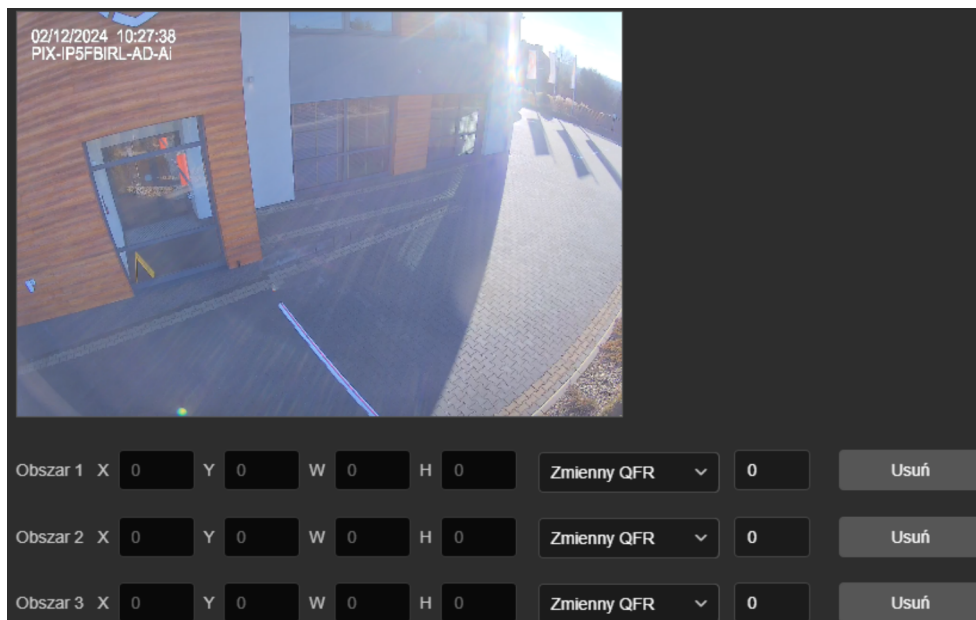 02/12/2024 10:27:38
PIX-IP5FBIRL-AD-Ai
Obszar 1 X 0 Y 0 W 0 H 0 Zmienny QFR 0 Usuń
Obszar 2 X 0 Y 0 W 0 H 0 Zmienny QFR 0 Usuń
Obszar 3 X 0 Y 0 W 0 H 0 Zmienny QFR 0 Usuń